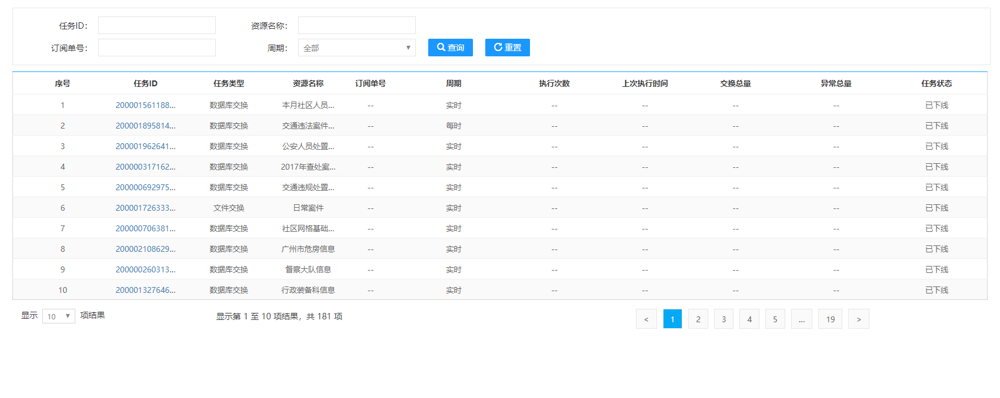 任务ID： 资源名称：
订阅单号： 周期： 全部 查询 重置
序号 任务ID 任务类型 资源名称 订阅单号 周期 执行次数 上次执行时间 交换总量 异常总量 任务状态
1 200001561188... 数据库交换 本月社区人员... -- 实时 -- -- -- -- 已下线
2 200001895814... 数据库交换 交通违法案件... -- 每时 -- -- -- -- 已下线
3 200001962641... 数据库交换 公安人员处置... -- 实时 -- -- -- -- 已下线
4 200000317162... 数据库交换 2017年查处案... -- 实时 -- -- -- -- 已下线
5 200000692975... 数据库交换 交通违规处置... -- 实时 -- -- -- -- 已下线
6 200001726333... 文件交换 日常案件 -- 实时 -- -- -- -- 已下线
7 200000706381... 数据库交换 社区网格基础... -- 实时 -- -- -- -- 已下线
8 200002108629... 数据库交换 广州市危房信息 -- 实时 -- -- -- -- 已下线
9 200000260313... 数据库交换 督察大队信息 -- 实时 -- -- -- -- 已下线
10 200001327646... 数据库交换 行政装备科信息 -- 实时 -- -- -- -- 已下线
显示 10 项结果 显示第 1 至 10 项结果，共 181 项 < 1 2 3 4 5 ... 19 >